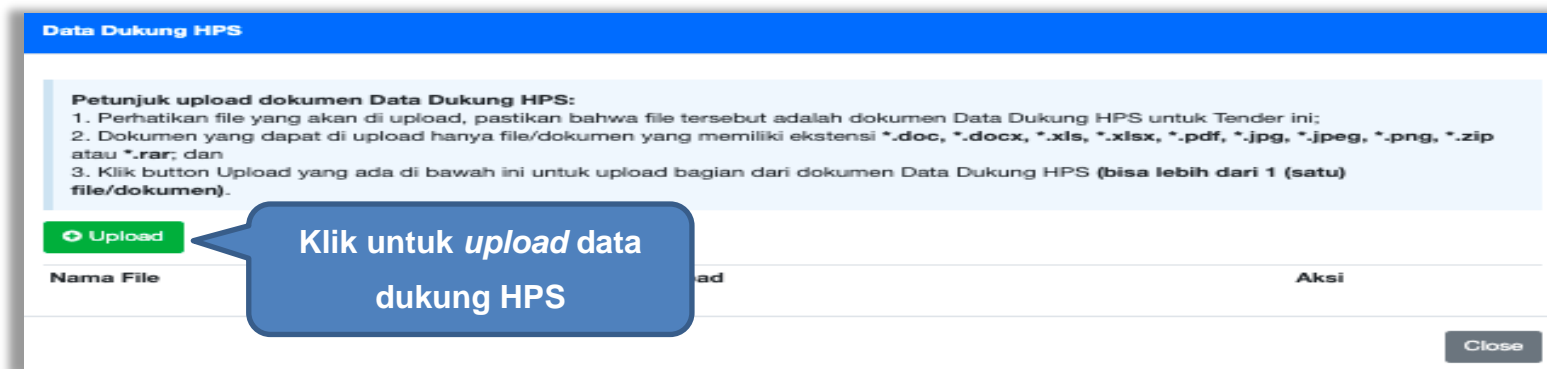 Data Dukung HPS
Petunjuk upload dokumen Data Dukung HPS:
1. Perhatikan file yang akan di upload, pastikan bahwa file tersebut adalah dokumen Data Dukung HPS untuk Tender ini;
2. Dokumen yang dapat di upload hanya file/dokumen yang memiliki ekstensi *.doc, *.docx, *.xls, *.xlsx, *.pdf, *.jpg, *.jpeg, *.png, *.zip
atau *.rar; dan
3. Klik button Upload yang ada di bawah ini untuk upload bagian dari dokumen Data Dukung HPS (bisa lebih dari 1 (satu)
file/dokumen).
Upload
Klik untuk upload data
dukung HPS
Nama File Aksi
Close